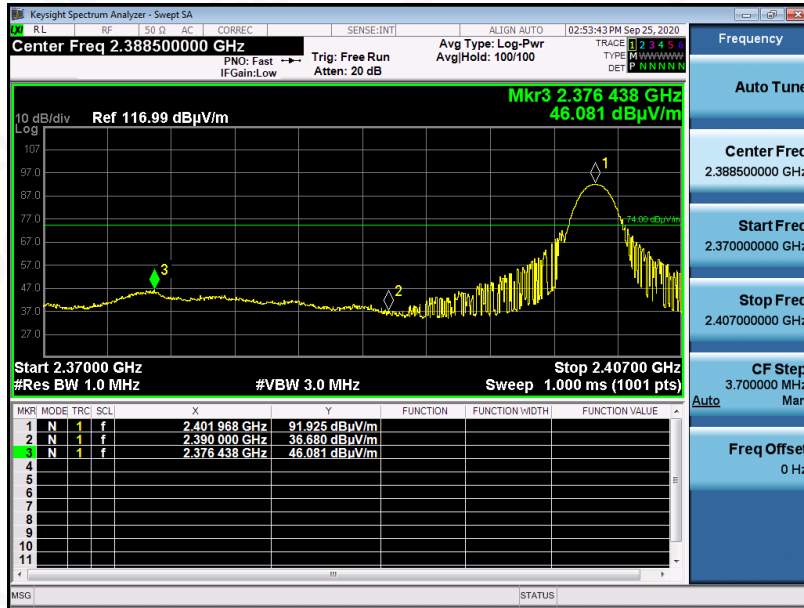 Keysight Spectrum Analyzer - Swept SA
LXI RL RF 50 Ω AC CORREC SENSE:INT ALIGN AUTO 02:53:43 PM Sep 25, 2020
Center Freq 2.388500000 GHz
PNO: Fast
IFGain:Low
Trig: Free Run
Atten: 20 dB
Avg Type: Log-Pwr
Avg|Hold: 100/100
TRACE 1 2 3 4 5 6
TYPE M W W W W W
DET P N N N N N
Mkr3 2.376 438 GHz
46.081 dBµV/m
10 dB/div Ref 116.99 dBµV/m
Log
107
97.0
87.0
77.0
67.0
57.0
47.0
37.0
27.0
1
74.00 dBµV/m
3
2
Start 2.37000 GHz Stop 2.40700 GHz
#Res BW 1.0 MHz #VBW 3.0 MHz Sweep 1.000 ms (1001 pts)
MKR MODE TRC SCL X Y FUNCTION FUNCTION WIDTH FUNCTION VALUE
1 N 1 f 2.401 968 GHz 91.925 dBµV/m
2 N 1 f 2.390 000 GHz 36.680 dBµV/m
3 N 1 f 2.376 438 GHz 46.081 dBµV/m
4
5
6
7
8
9
10
11
MSG STATUS
Frequency
Auto Tune
Center Freq
2.388500000 GHz
Start Freq
2.370000000 GHz
Stop Freq
2.407000000 GHz
CF Step
3.700000 MHz
Auto Man
Freq Offset
0 Hz